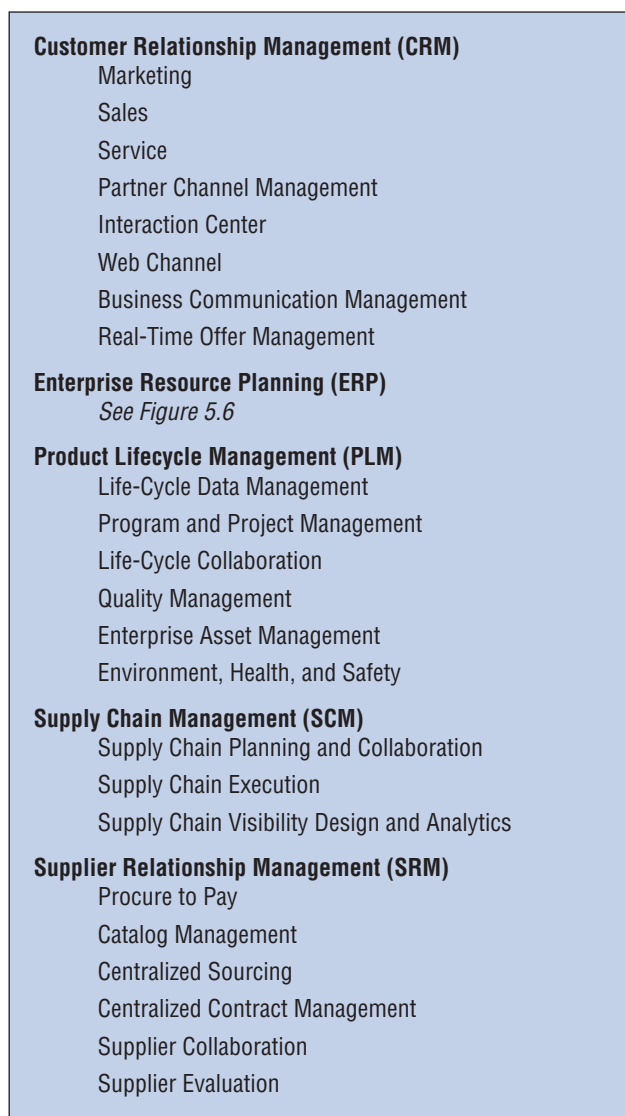 Customer Relationship Management (CRM)
Marketing
Sales
Service
Partner Channel Management
Interaction Center
Web Channel
Business Communication Management
Real-Time Offer Management
Enterprise Resource Planning (ERP)
See Figure 5.6
Product Lifecycle Management (PLM)
Life-Cycle Data Management
Program and Project Management
Life-Cycle Collaboration
Quality Management
Enterprise Asset Management
Environment, Health, and Safety
Supply Chain Management (SCM)
Supply Chain Planning and Collaboration
Supply Chain Execution
Supply Chain Visibility Design and Analytics
Supplier Relationship Management (SRM)
Procure to Pay
Catalog Management
Centralized Sourcing
Centralized Contract Management
Supplier Collaboration
Supplier Evaluation